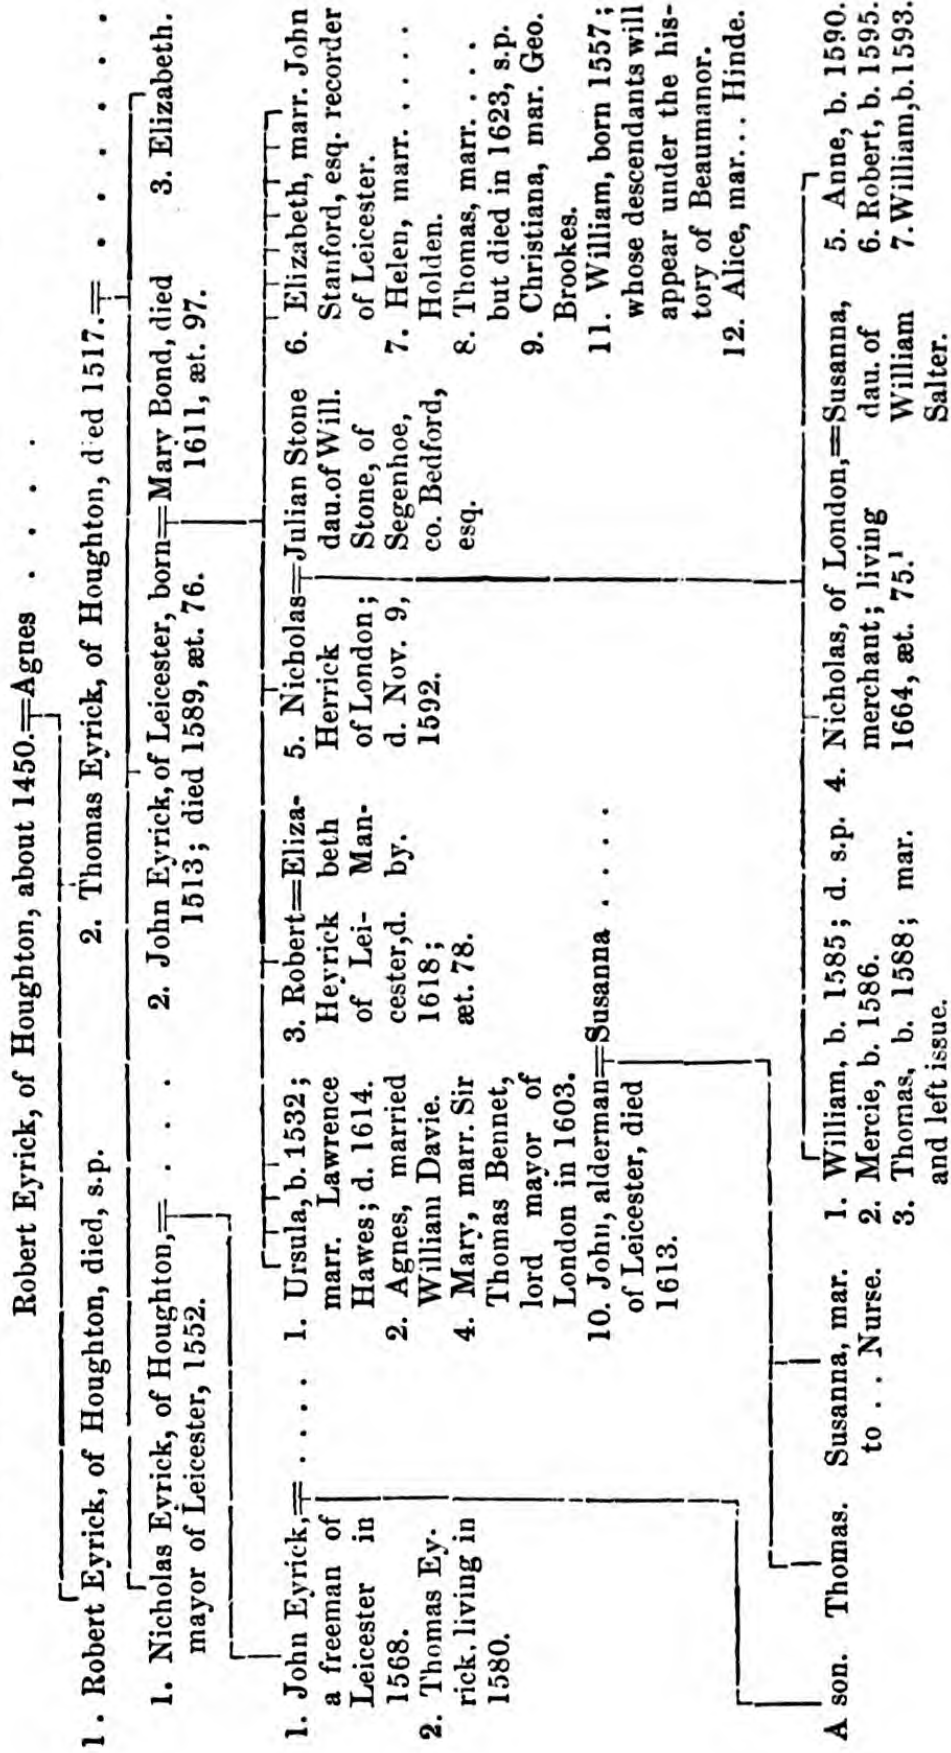 Robert Eyrick, of Houghton, about 1450.=Agnes . . . .
1. Robert Eyrick, of Houghton, died, s.p.
2. Thomas Eyrick, of Houghton, d'ed 1517.= . . . . . .
1. Nicholas Eyrick, of Houghton,= . . . .
mayor of Leicester, 1552.
2. John Eyrick, of Leicester, born=Mary Bond, died
1513; died 1589, æt. 76.
1611, æt. 97.
3. Elizabeth.
1. John Eyrick,= . . . .
a freeman of
Leicester in
1568.
2. Thomas Ey-
rick, living in
1580.
1. Ursula, b. 1532;
marr. Lawrence
Hawes; d. 1614.
2. Agnes, married
William Davie.
4. Mary, marr. Sir
Thomas Bennet,
lord mayor of
London in 1603.
10. John, alderman=Susanna . . . .
of Leicester, died
1613.
3. Robert=Eliza-
Heyrick beth
of Lei- Man-
cester,d. by.
1618;
æt. 78.
5. Nicholas=Julian Stone
Herrick
of London;
d. Nov. 9,
1592.
dau.of Will.
Stone, of
Segenhoe,
co. Bedford,
esq.
6. Elizabeth, marr. John
Stanford, esq. recorder
of Leicester.
7. Helen, marr. . . . .
Holden.
8. Thomas, marr. . . .
but died in 1623, s.p.
9. Christiana, mar. Geo.
Brookes.
11. William, born 1557;
whose descendants will
appear under the his-
tory of Beaumanor.
12. Alice, mar... Hinde.
A son. Thomas. Susanna, mar.
to . . Nurse.
1. William, b. 1585; d. s.p.
2. Mercie, b. 1586.
3. Thomas, b. 1588; mar.
and left issue.
4. Nicholas, of London,=Susanna,
merchant; living
1664, æt. 75.¹
dau. of
William
Salter.
5. Anne, b. 1590.
6. Robert, b. 1595.
7.William,b.1593.